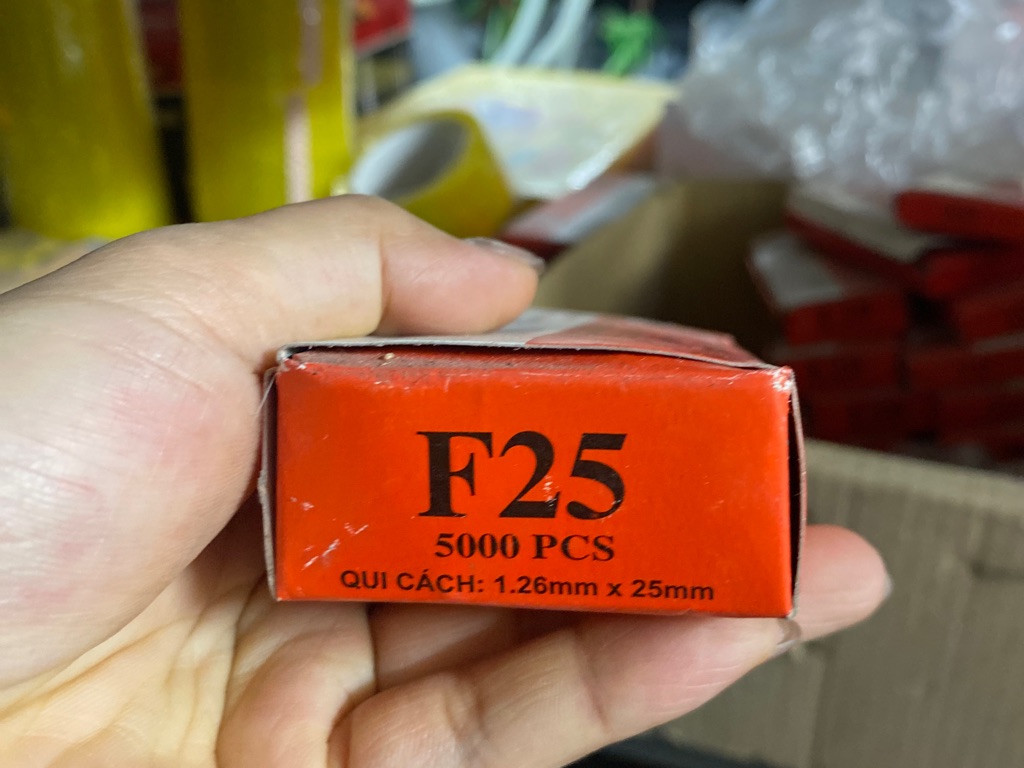 F25
5000 PCS
QUI CÁCH: 1.26mm x 25mm